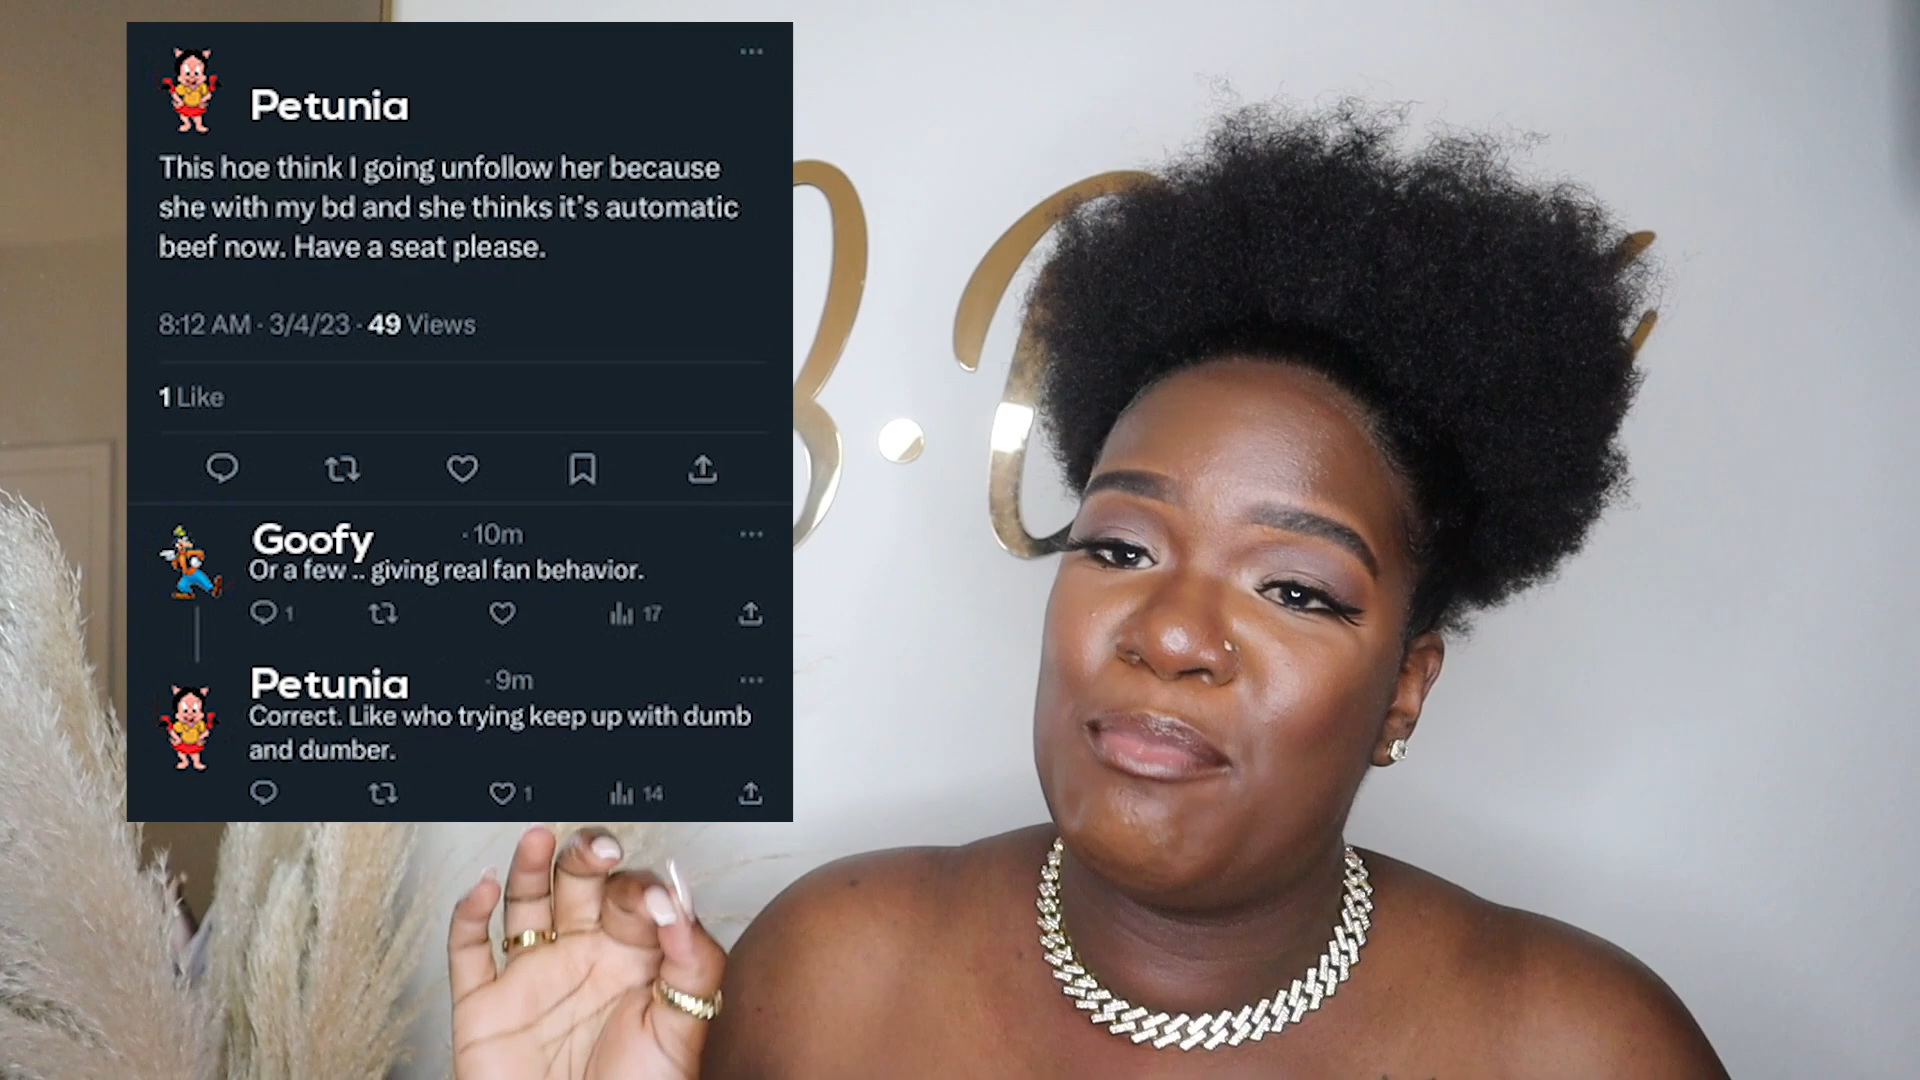 Petunia
This hoe think I going unfollow her because
she with my bd and she thinks it's automatic
beef now. Have a seat please.
8:12 AM · 3/4/23 · 49 Views
1 Like
Goofy · 10m
Or a few .. giving real fan behavior.
1 17
Petunia · 9m
Correct. Like who trying keep up with dumb
and dumber.
1 14
B.